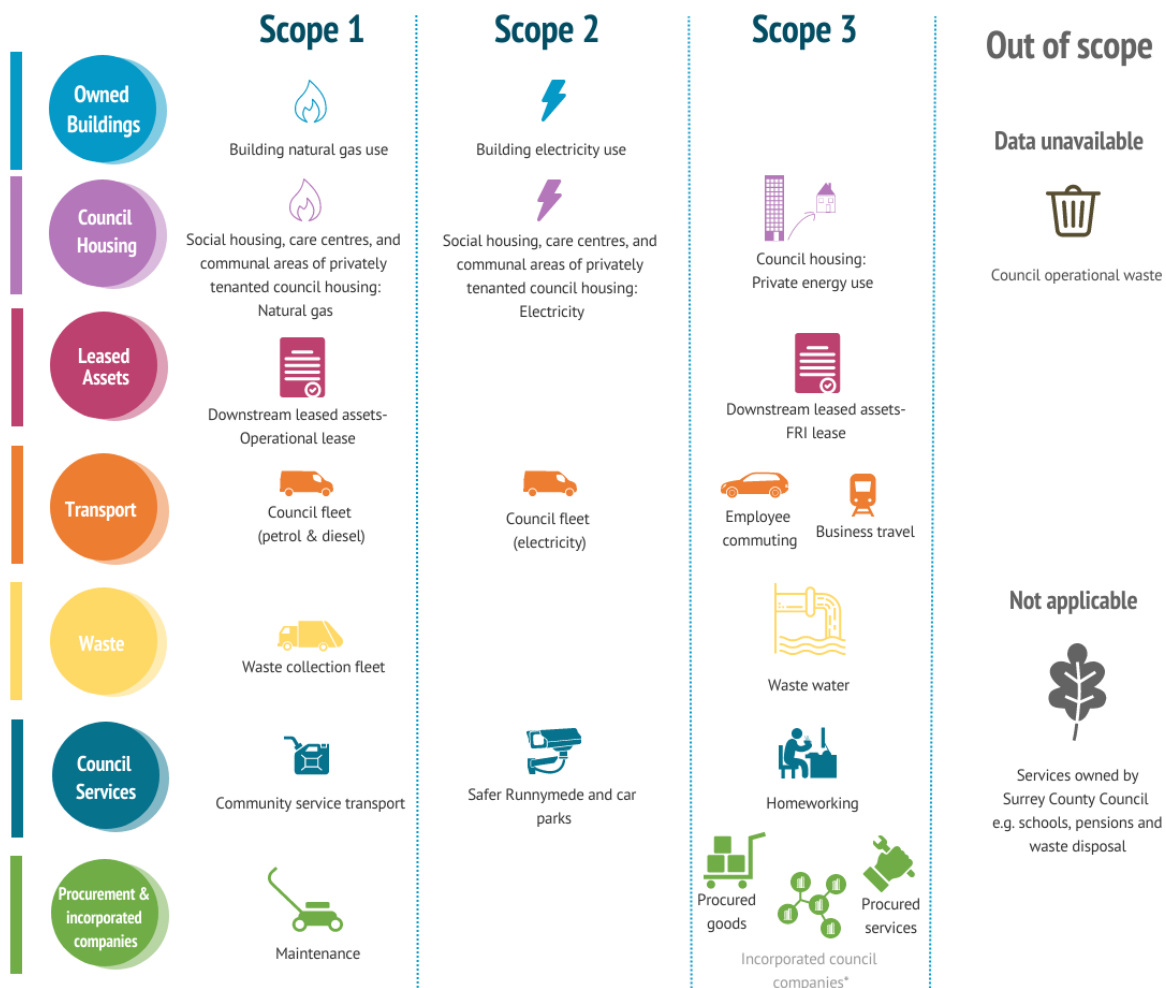 Scope 1
Scope 2
Scope 3
Out of scope
Owned
Buildings
Building natural gas use
Building electricity use
Data unavailable
Council
Housing
Social housing, care centres, and
communal areas of privately
tenanted council housing:
Natural gas
Social housing, care centres, and
communal areas of privately
tenanted council housing:
Electricity
Council housing:
Private energy use
Council operational waste
Leased
Assets
Downstream leased assets-
Operational lease
Downstream leased assets-
FRI lease
Transport
Council fleet
(petrol & diesel)
Council fleet
(electricity)
Employee
commuting
Business travel
Waste
Waste collection fleet
Waste water
Not applicable
Council
Services
Community service transport
Safer Runnymede and car
parks
Homeworking
Services owned by
Surrey County Council
e.g. schools, pensions and
waste disposal
Procurement &
incorporated
companies
Maintenance
Procured
goods
Procured
services
Incorporated council
companies*